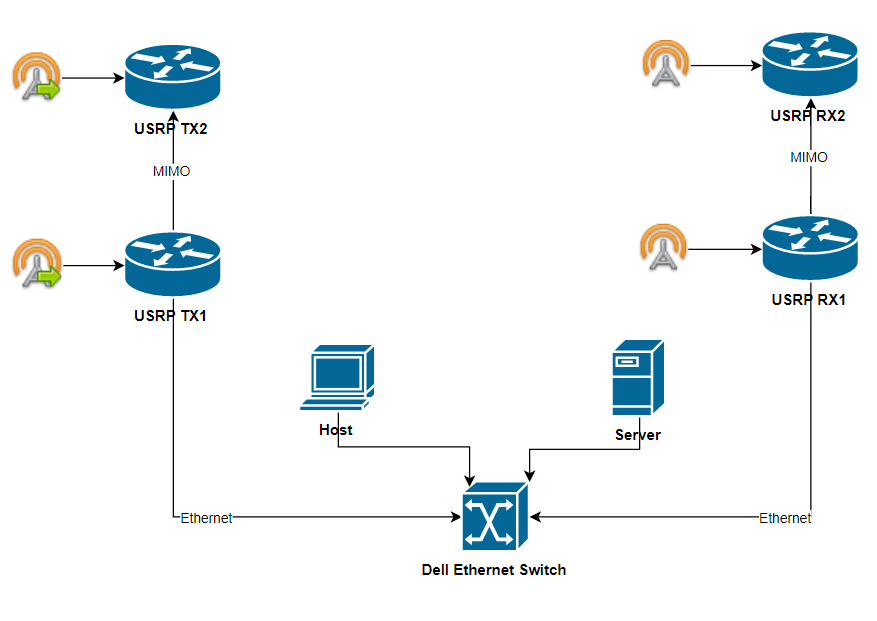 USRP TX2
USRP RX2
MIMO
MIMO
USRP TX1
USRP RX1
Host
Server
Ethernet
Ethernet
Dell Ethernet Switch